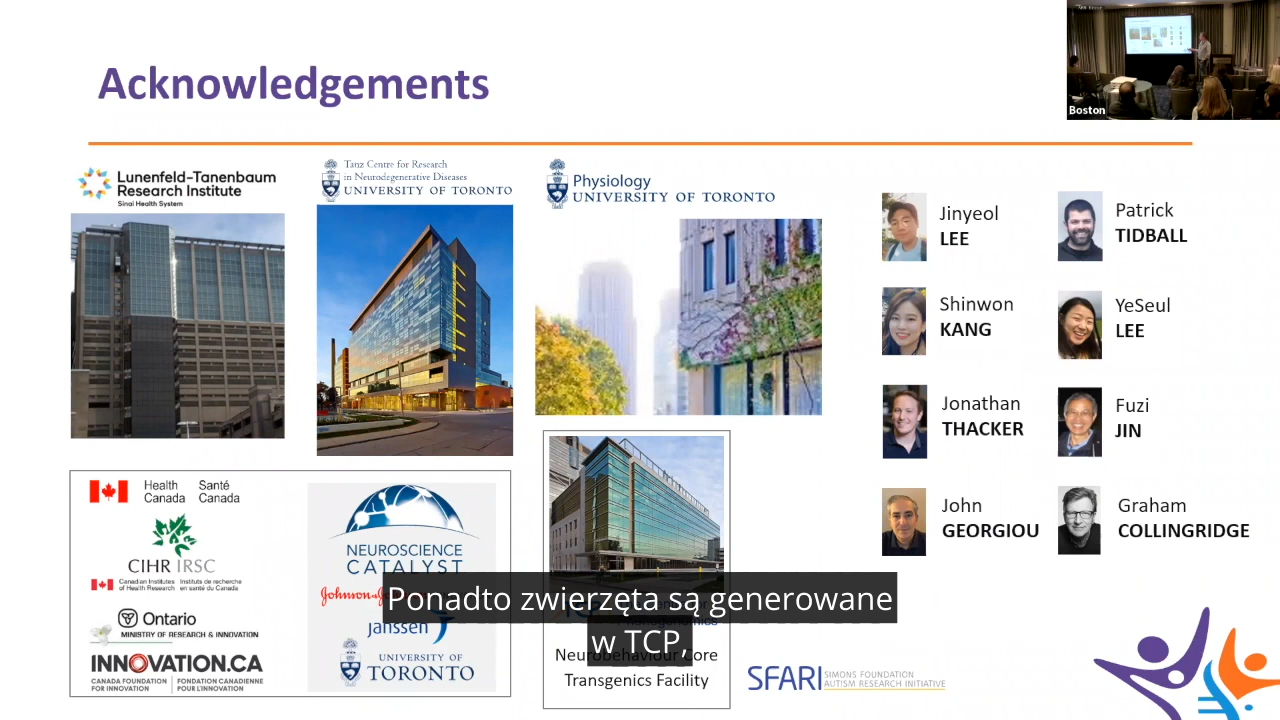 Acknowledgements
Boston
Lunenfeld-Tanenbaum
Research Institute
Sinai Health System
Tanz Centre for Research
in Neurodegenerative Diseases
UNIVERSITY OF TORONTO
Physiology
UNIVERSITY OF TORONTO
Jinyeol
LEE
Patrick
TIDBALL
Shinwon
KANG
YeSeul
LEE
Jonathan
THACKER
Fuzi
JIN
John
GEORGIOU
Graham
COLLINGRIDGE
Health Santé
Canada Canada
CIHR IRSC
Canadian Institutes Instituts de recherche
of Health Research en santé du Canada
Ontario
MINISTRY OF RESEARCH & INNOVATION
INNOVATION.CA
CANADA FOUNDATION FONDATION CANADIENNE
FOR INNOVATION POUR L'INNOVATION
NEUROSCIENCE
CATALYST
janssen
UNIVERSITY OF
TORONTO
Ponadto zwierzęta są generowane
w TCP,
Neurobehaviour Core
Transgenics Facility
SFARI SIMONS FOUNDATION
AUTISM RESEARCH INITIATIVE